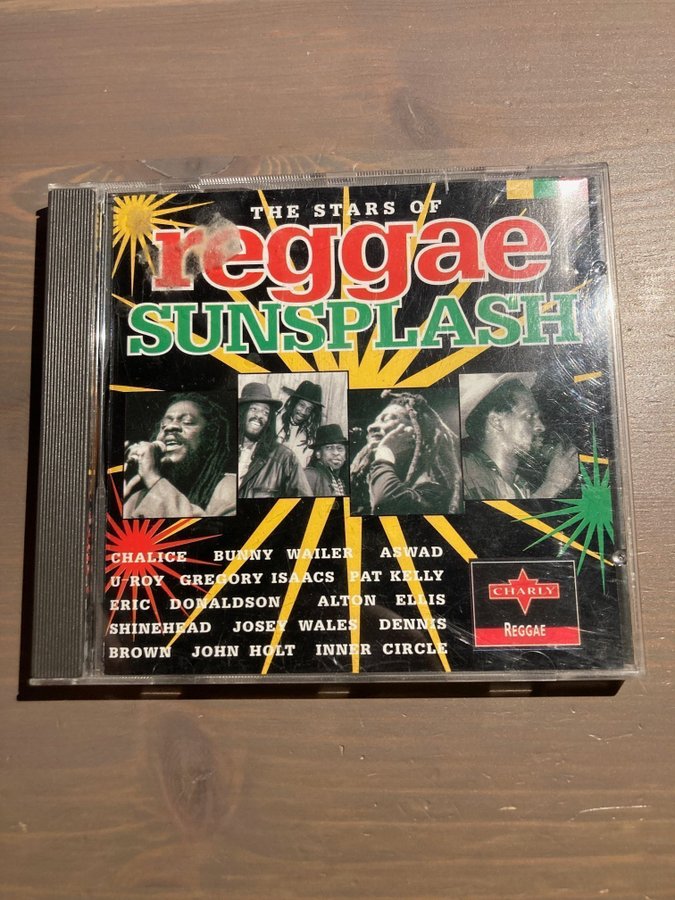 THE STARS OF
reggae
SUNSPLASH
CHALICE BUNNY WAILER ASWAD
U-ROY GREGORY ISAACS PAT KELLY
ERIC DONALDSON ALTON ELLIS
SHINEHEAD JOSEY WALES DENNIS
BROWN JOHN HOLT INNER CIRCLE
CHARLY
REGGAE